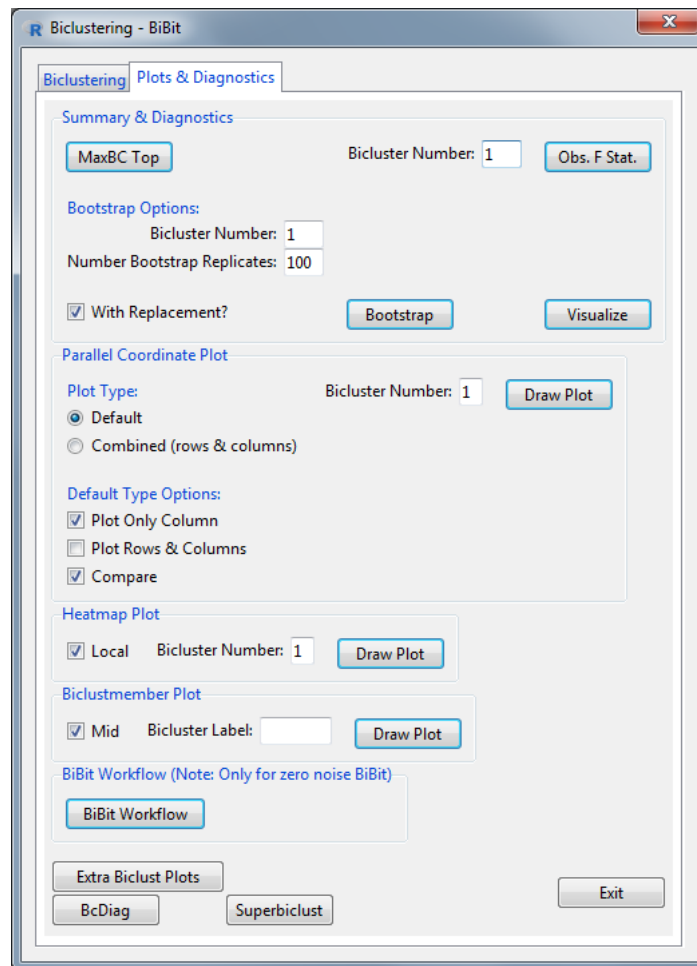 Biclustering - BiBit
Biclustering Plots & Diagnostics
Summary & Diagnostics
MaxBC Top Bicluster Number: 1 Obs. F Stat.
Bootstrap Options:
Bicluster Number: 1
Number Bootstrap Replicates: 100
With Replacement? Bootstrap Visualize
Parallel Coordinate Plot
Plot Type: Bicluster Number: 1 Draw Plot
Default
Combined (rows & columns)
Default Type Options:
Plot Only Column
Plot Rows & Columns
Compare
Heatmap Plot
Local Bicluster Number: 1 Draw Plot
Biclustmember Plot
Mid Bicluster Label: Draw Plot
BiBit Workflow (Note: Only for zero noise BiBit)
BiBit Workflow
Extra Biclust Plots
Exit
BcDiag Superbiclust